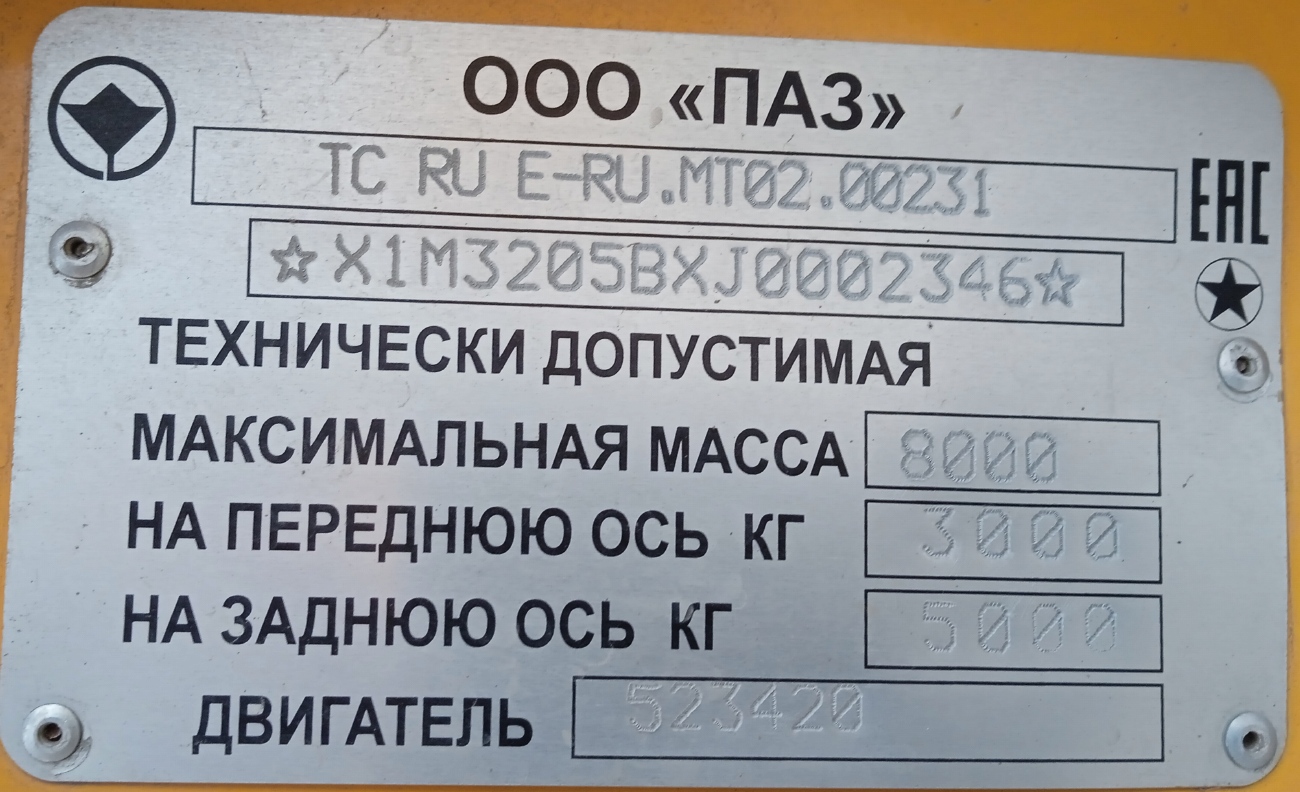 ООО «ПАЗ»
TC RU E-RU.MT02.00231
EAC
☆X1M3205BXJ0002346☆
ТЕХНИЧЕСКИ ДОПУСТИМАЯ
МАКСИМАЛЬНАЯ МАССА 8000
НА ПЕРЕДНЮЮ ОСЬ КГ 3000
НА ЗАДНЮЮ ОСЬ КГ 5000
ДВИГАТЕЛЬ 523420